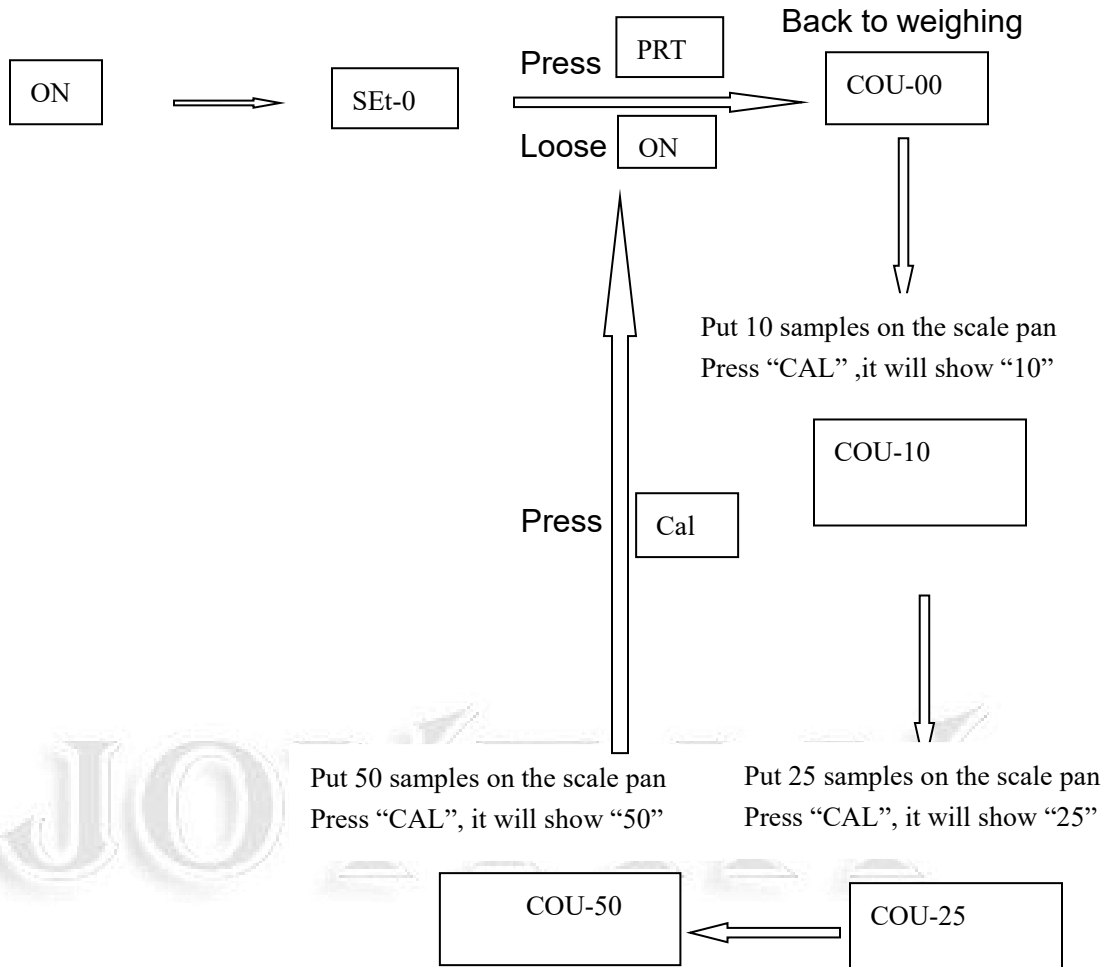 Back to weighing
ON
SEt-0
Press PRT
Loose ON
COU-00
Put 10 samples on the scale pan
Press “CAL” ,it will show “10”
COU-10
Press Cal
Put 50 samples on the scale pan
Press “CAL”, it will show “50”
Put 25 samples on the scale pan
Press “CAL”, it will show “25”
COU-50
COU-25